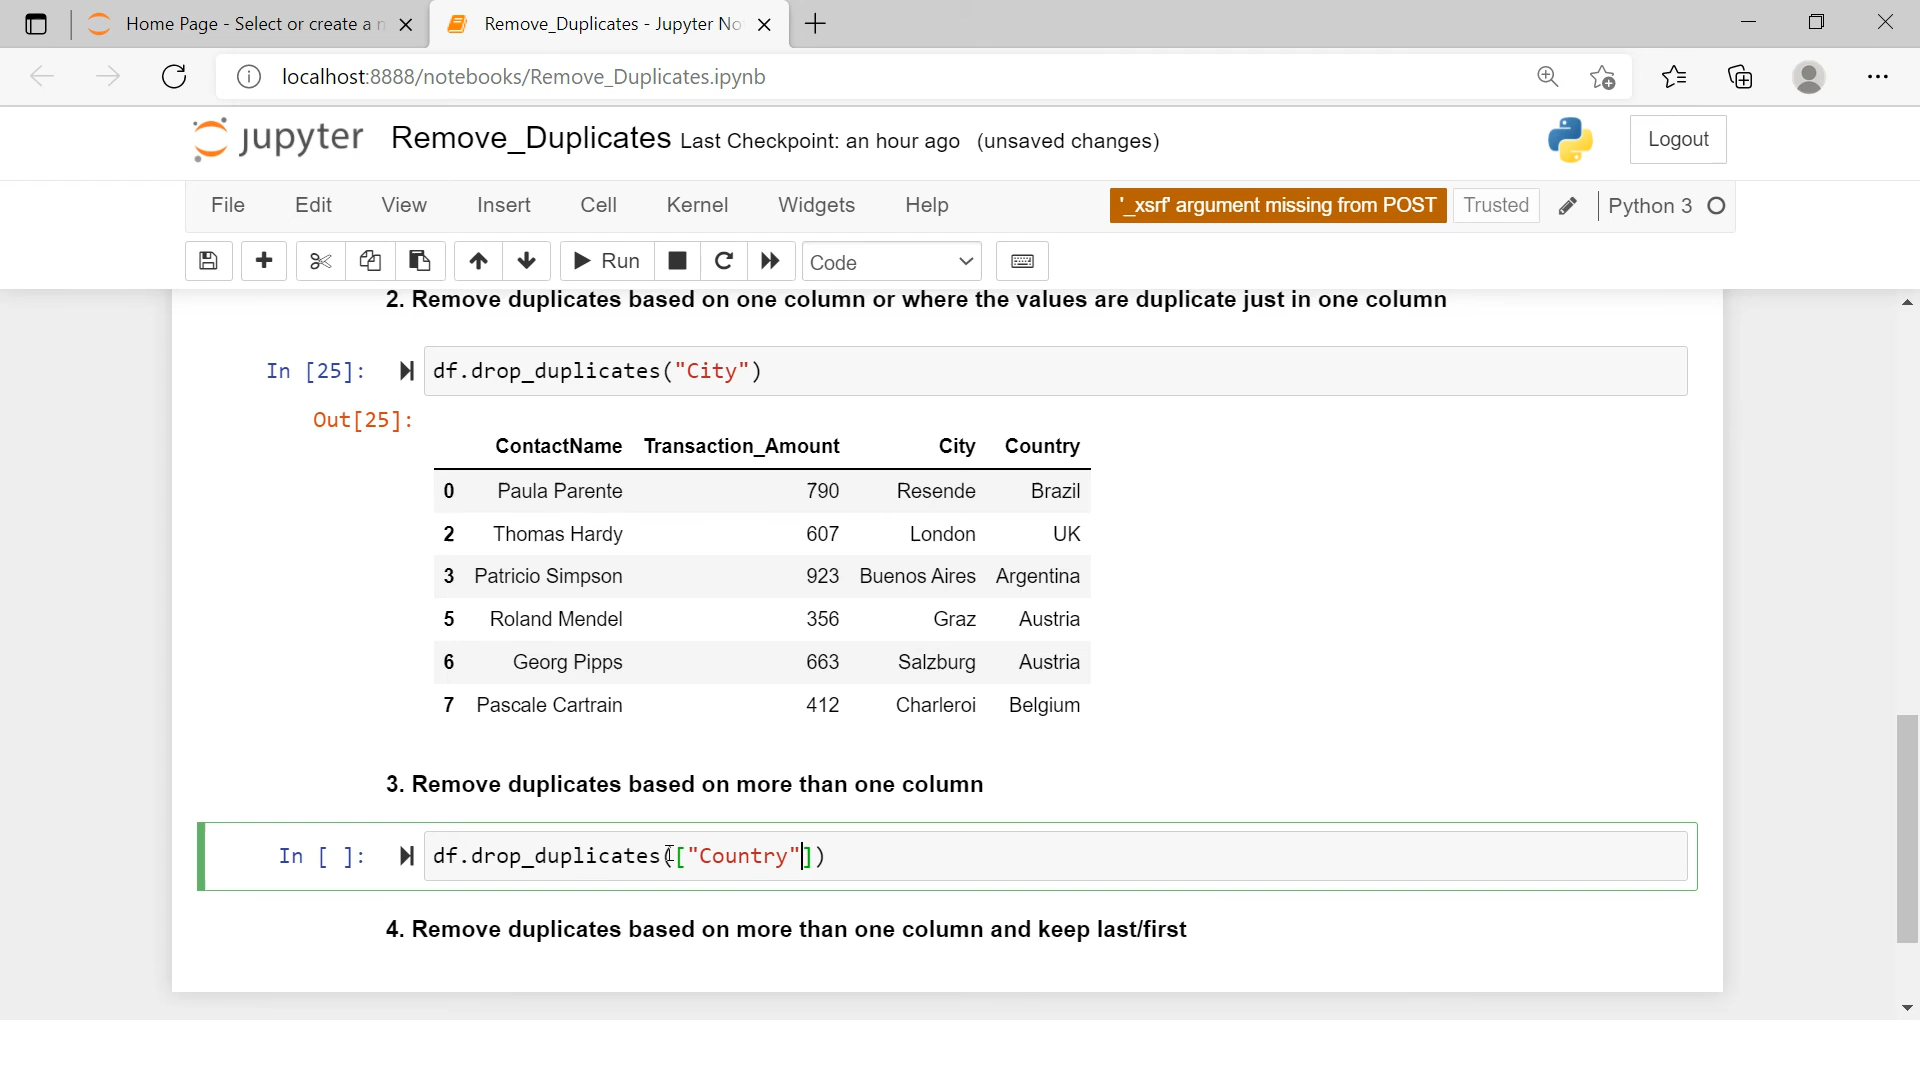 Home Page - Select or create a n
Remove_Duplicates - Jupyter No
localhost:8888/notebooks/Remove_Duplicates.ipynb
jupyter Remove_Duplicates Last Checkpoint: an hour ago (unsaved changes)
Logout
File Edit View Insert Cell Kernel Widgets Help
'_xsrf' argument missing from POST
Trusted
Python 3
Run
Code
2. Remove duplicates based on one column or where the values are duplicate just in one column
In [25]: df.drop_duplicates("City")
Out[25]:
ContactName Transaction_Amount City Country
0 Paula Parente 790 Resende Brazil
2 Thomas Hardy 607 London UK
3 Patricio Simpson 923 Buenos Aires Argentina
5 Roland Mendel 356 Graz Austria
6 Georg Pipps 663 Salzburg Austria
7 Pascale Cartrain 412 Charleroi Belgium
3. Remove duplicates based on more than one column
In [ ]: df.drop_duplicates(["Country"])
4. Remove duplicates based on more than one column and keep last/first